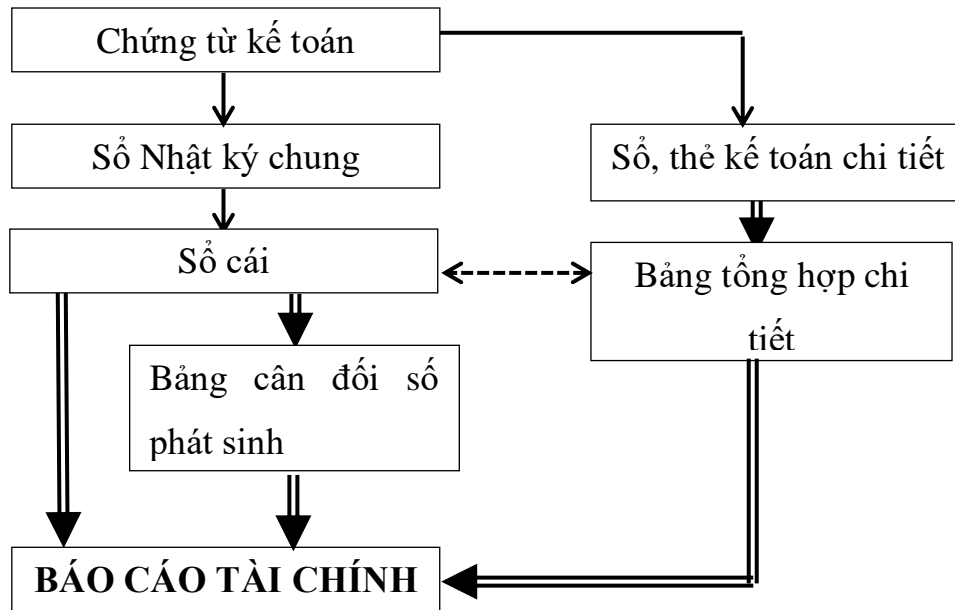 Chứng từ kế toán
Sổ Nhật ký chung
Sổ, thẻ kế toán chi tiết
Sổ cái
Bảng tổng hợp chi
tiết
Bảng cân đối số
phát sinh
BÁO CÁO TÀI CHÍNH